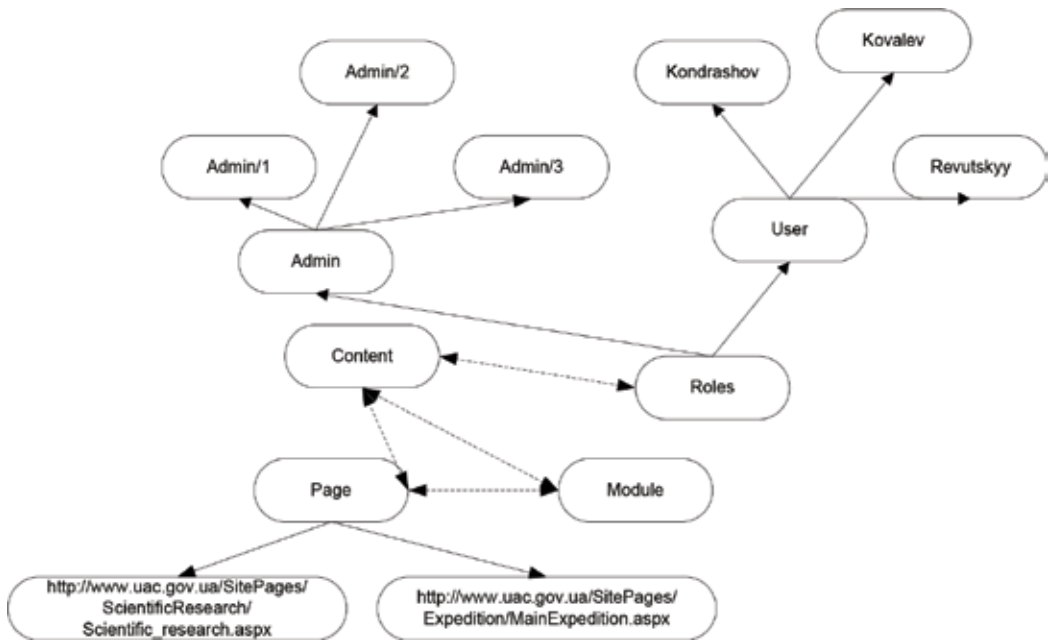 Kovalev
Admin/2
Kondrashov
Admin/1
Admin/3
Revutskyy
User
Admin
Content
Roles
Page
Module
http://www.uac.gov.ua/SitePages/
ScientificResearch/
Scientific_research.aspx
http://www.uac.gov.ua/SitePages/
Expedition/MainExpedition.aspx